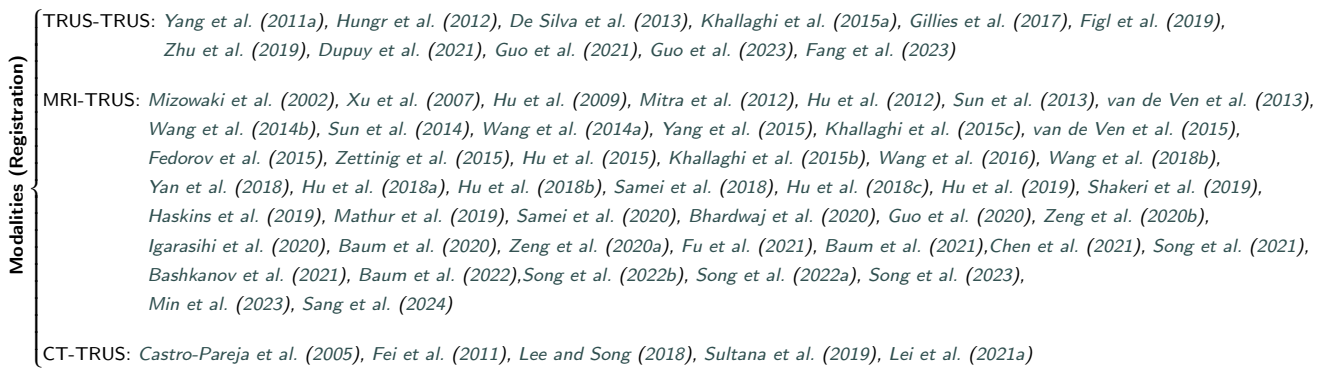 Modalities (Registration)
TRUS-TRUS: Yang et al. (2011a), Hungr et al. (2012), De Silva et al. (2013), Khallaghi et al. (2015a), Gillies et al. (2017), Figl et al. (2019),
Zhu et al. (2019), Dupuy et al. (2021), Guo et al. (2021), Guo et al. (2023), Fang et al. (2023)
MRI-TRUS: Mizowaki et al. (2002), Xu et al. (2007), Hu et al. (2009), Mitra et al. (2012), Hu et al. (2012), Sun et al. (2013), van de Ven et al. (2013),
Wang et al. (2014b), Sun et al. (2014), Wang et al. (2014a), Yang et al. (2015), Khallaghi et al. (2015c), van de Ven et al. (2015),
Fedorov et al. (2015), Zettinig et al. (2015), Hu et al. (2015), Khallaghi et al. (2015b), Wang et al. (2016), Wang et al. (2018b),
Yan et al. (2018), Hu et al. (2018a), Hu et al. (2018b), Samei et al. (2018), Hu et al. (2018c), Hu et al. (2019), Shakeri et al. (2019),
Haskins et al. (2019), Mathur et al. (2019), Samei et al. (2020), Bhardwaj et al. (2020), Guo et al. (2020), Zeng et al. (2020b),
Igarasihi et al. (2020), Baum et al. (2020), Zeng et al. (2020a), Fu et al. (2021), Baum et al. (2021),Chen et al. (2021), Song et al. (2021),
Bashkanov et al. (2021), Baum et al. (2022),Song et al. (2022b), Song et al. (2022a), Song et al. (2023),
Min et al. (2023), Sang et al. (2024)
CT-TRUS: Castro-Pareja et al. (2005), Fei et al. (2011), Lee and Song (2018), Sultana et al. (2019), Lei et al. (2021a)